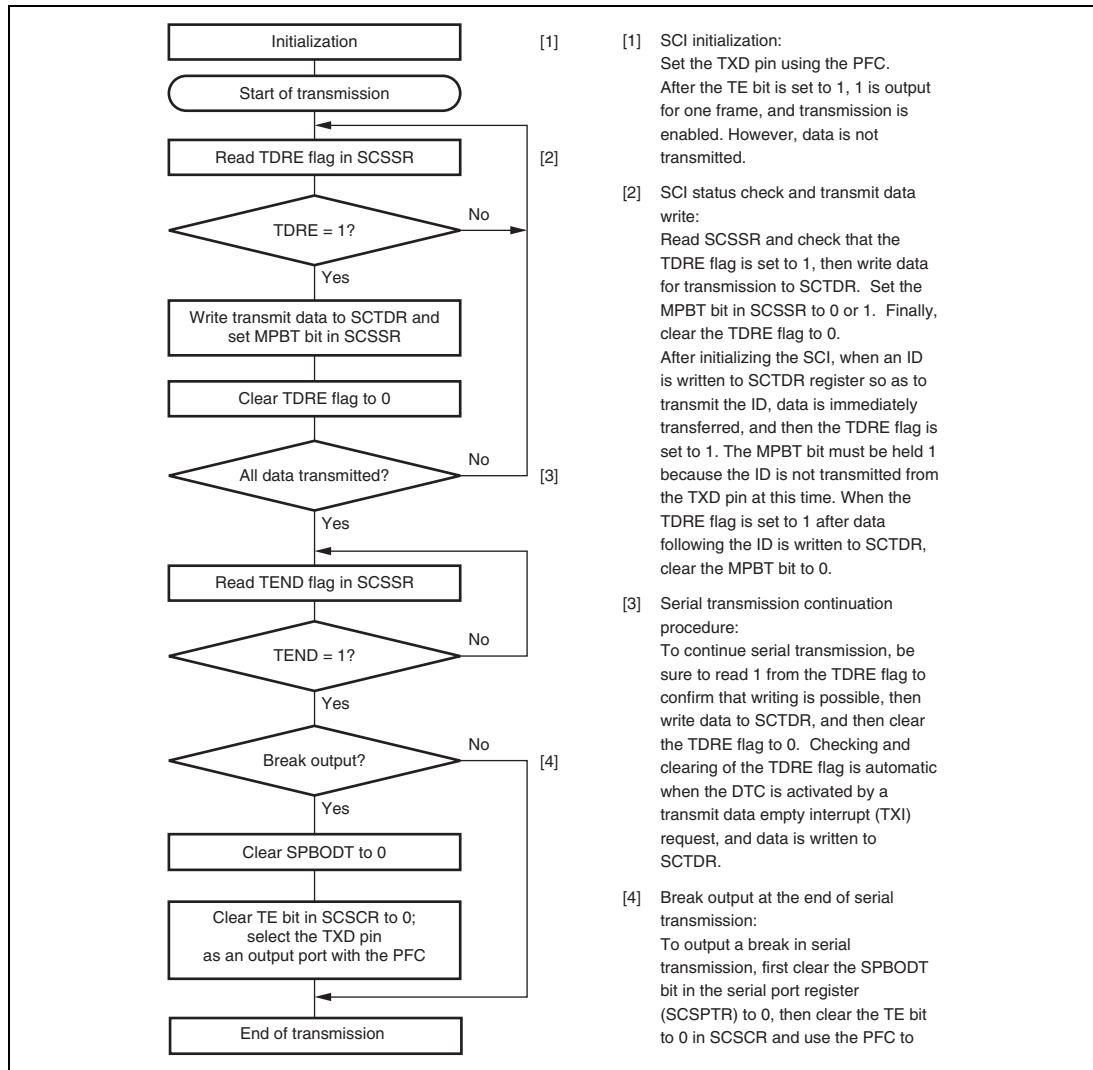 Initialization
[1]
Start of transmission
Read TDRE flag in SCSSR
[2]
TDRE = 1?
No
Yes
Write transmit data to SCTDR and
set MPBT bit in SCSSR
Clear TDRE flag to 0
All data transmitted?
No
[3]
Yes
Read TEND flag in SCSSR
TEND = 1?
No
Yes
Break output?
No
[4]
Yes
Clear SPBODT to 0
Clear TE bit in SCSCR to 0;
select the TXD pin
as an output port with the PFC
End of transmission
[1] SCI initialization:
Set the TXD pin using the PFC.
After the TE bit is set to 1, 1 is output
for one frame, and transmission is
enabled. However, data is not
transmitted.
[2] SCI status check and transmit data
write:
Read SCSSR and check that the
TDRE flag is set to 1, then write data
for transmission to SCTDR. Set the
MPBT bit in SCSSR to 0 or 1. Finally,
clear the TDRE flag to 0.
After initializing the SCI, when an ID
is written to SCTDR register so as to
transmit the ID, data is immediately
transferred, and then the TDRE flag is
set to 1. The MPBT bit must be held 1
because the ID is not transmitted from
the TXD pin at this time. When the
TDRE flag is set to 1 after data
following the ID is written to SCTDR,
clear the MPBT bit to 0.
[3] Serial transmission continuation
procedure:
To continue serial transmission, be
sure to read 1 from the TDRE flag to
confirm that writing is possible, then
write data to SCTDR, and then clear
the TDRE flag to 0. Checking and
clearing of the TDRE flag is automatic
when the DTC is activated by a
transmit data empty interrupt (TXI)
request, and data is written to
SCTDR.
[4] Break output at the end of serial
transmission:
To output a break in serial
transmission, first clear the SPBODT
bit in the serial port register
(SCSPTR) to 0, then clear the TE bit
to 0 in SCSCR and use the PFC to